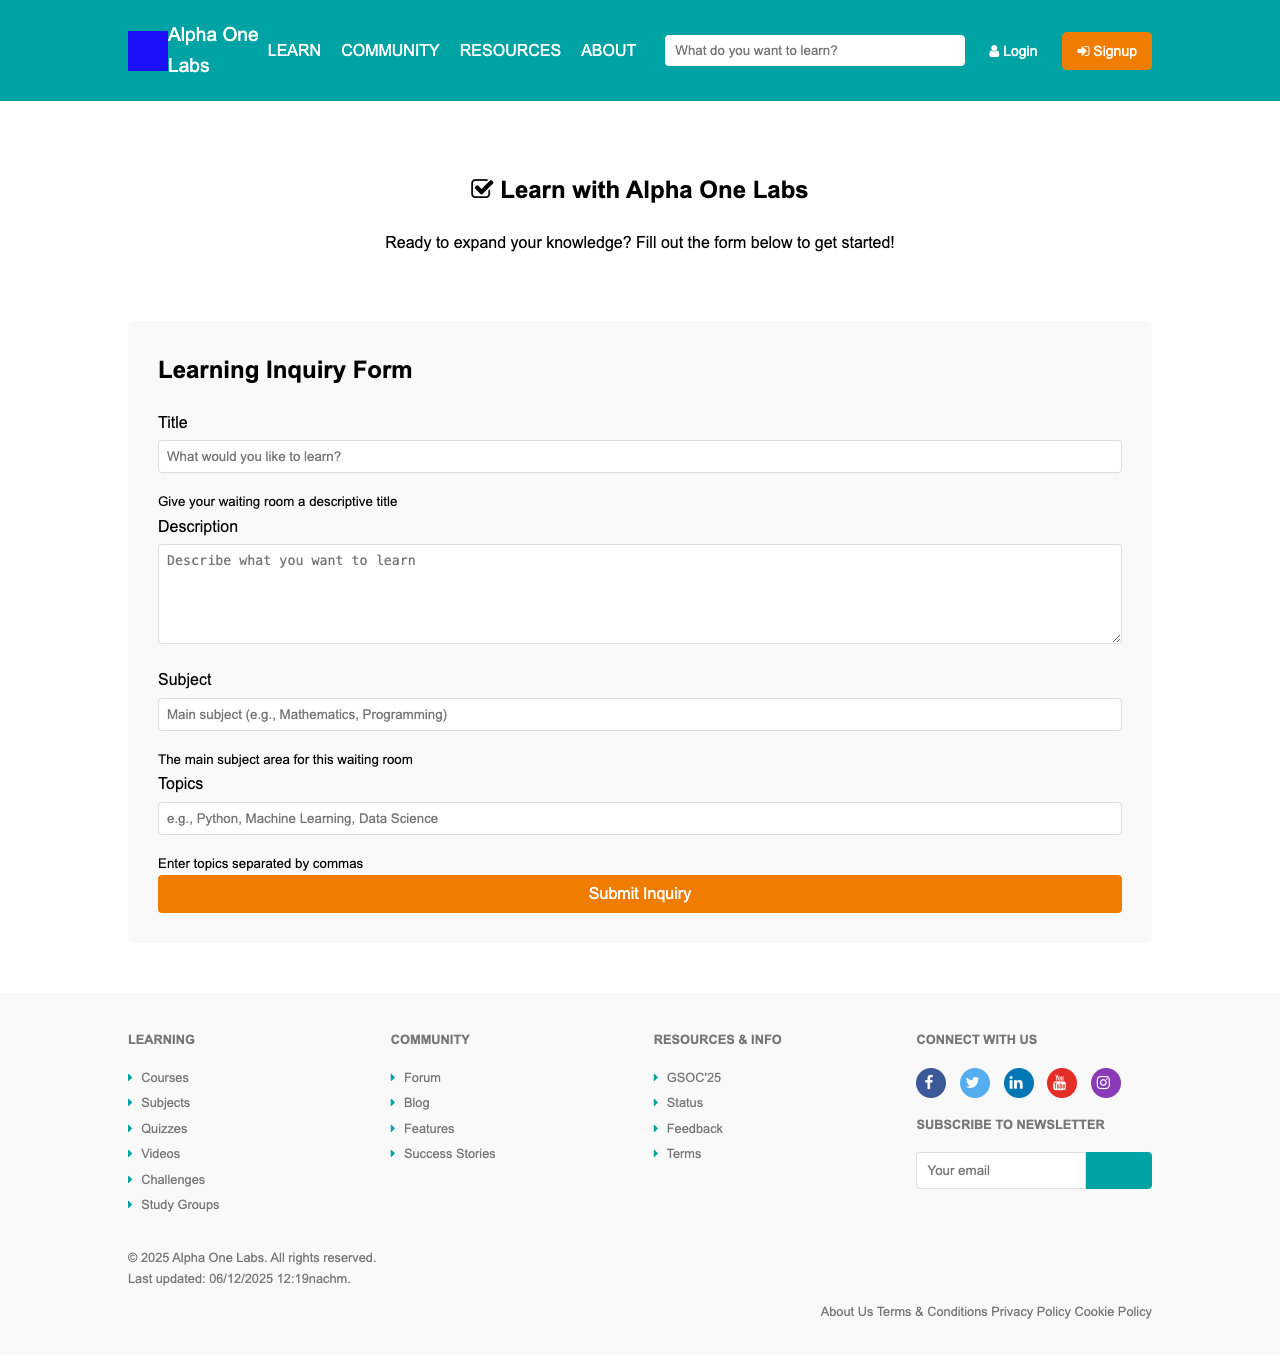 Alpha One
Labs
LEARN COMMUNITY RESOURCES ABOUT
What do you want to learn?
Login
Signup
Learn with Alpha One Labs
Ready to expand your knowledge? Fill out the form below to get started!
Learning Inquiry Form
Title
What would you like to learn?
Give your waiting room a descriptive title
Description
Describe what you want to learn
Subject
Main subject (e.g., Mathematics, Programming)
The main subject area for this waiting room
Topics
e.g., Python, Machine Learning, Data Science
Enter topics separated by commas
Submit Inquiry
LEARNING
Courses
Subjects
Quizzes
Videos
Challenges
Study Groups
COMMUNITY
Forum
Blog
Features
Success Stories
RESOURCES & INFO
GSOC'25
Status
Feedback
Terms
CONNECT WITH US
SUBSCRIBE TO NEWSLETTER
Your email
© 2025 Alpha One Labs. All rights reserved.
Last updated: 06/12/2025 12:19nachm.
About Us Terms & Conditions Privacy Policy Cookie Policy